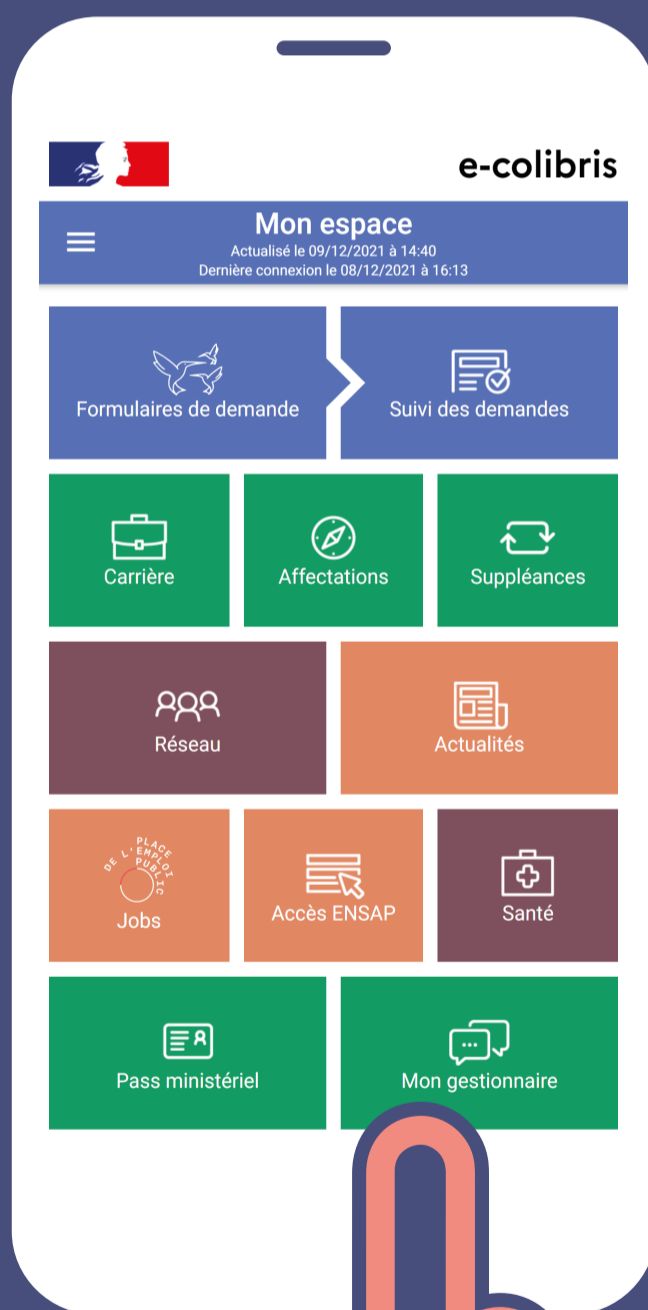 e-colibris
Mon espace
Actualisé le 09/12/2021 à 14:40
Dernière connexion le 08/12/2021 à 16:13
Formulaires de demande
Suivi des demandes
Carrière
Affectations
Suppléances
Réseau
Actualités
PLACE
DE L'EMPLOI
PUBLIC
Jobs
Accès ENSAP
Santé
Pass ministériel
Mon gestionnaire